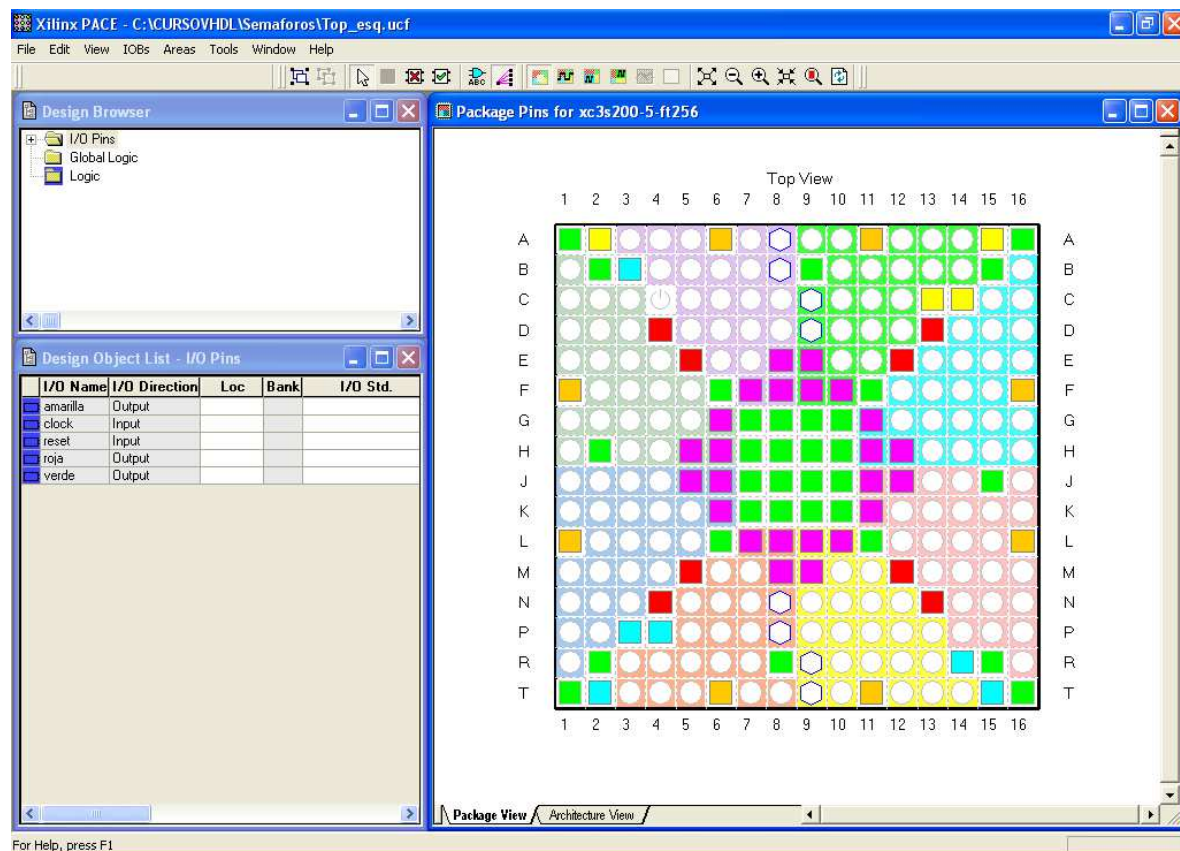 Xilinx PACE - C:\CURSOVHDL\Semaforos\Top_esq.ucf
File Edit View IOBs Areas Tools Window Help
ABC
Design Browser
I/O Pins
Global Logic
Logic
Design Object List - I/O Pins
I/O Name I/O Direction Loc Bank I/O Std.
amarilla Output
clock Input
reset Input
roja Output
verde Output
Package Pins for xc3s200-5-ft256
Top View
1 2 3 4 5 6 7 8 9 10 11 12 13 14 15 16
A A
B B
C C
D D
E E
F F
G G
H H
J J
K K
L L
M M
N N
P P
R R
T T
1 2 3 4 5 6 7 8 9 10 11 12 13 14 15 16
Package View Architecture View
For Help, press F1